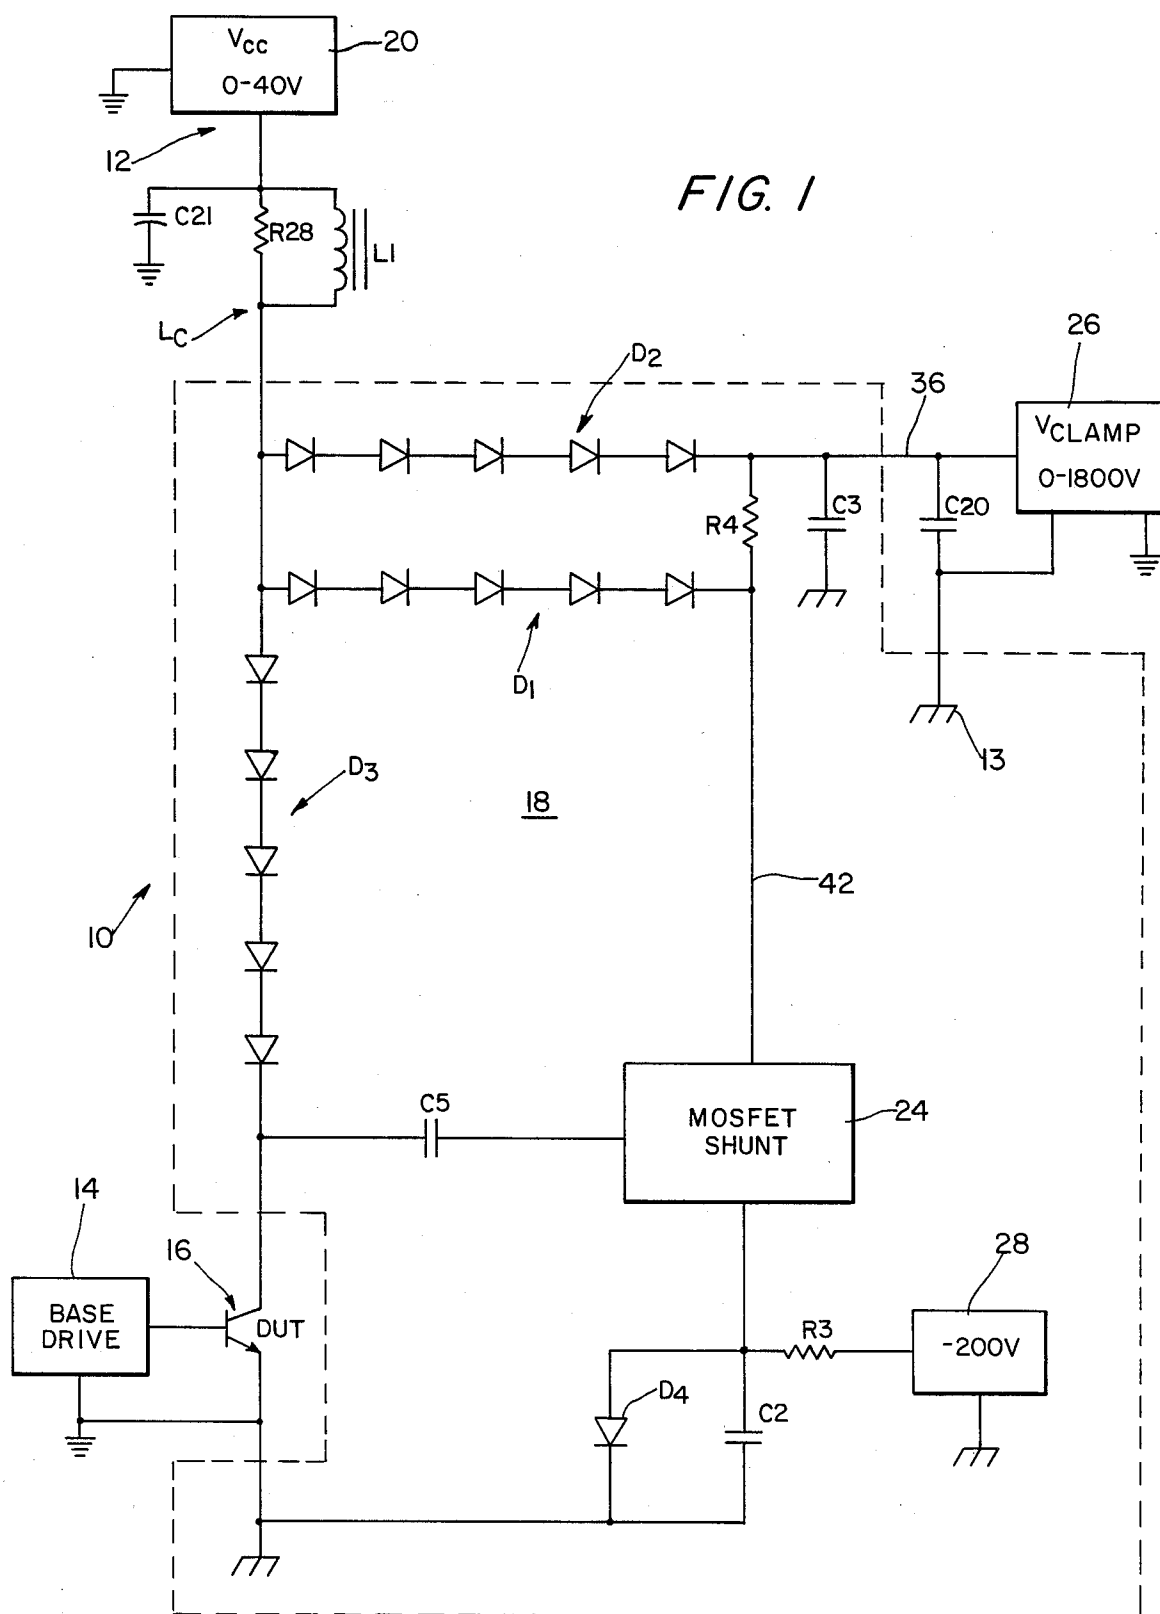 VCC
0-40V
20
12
FIG. 1
C21
R28
L1
LC
D2
36
26
VCLAMP
0-1800V
R4
C3
C20
D1
13
D3
18
42
10
C5
MOSFET
SHUNT
24
14
16
28
BASE
DRIVE
DUT
R3
-200V
D4
C2